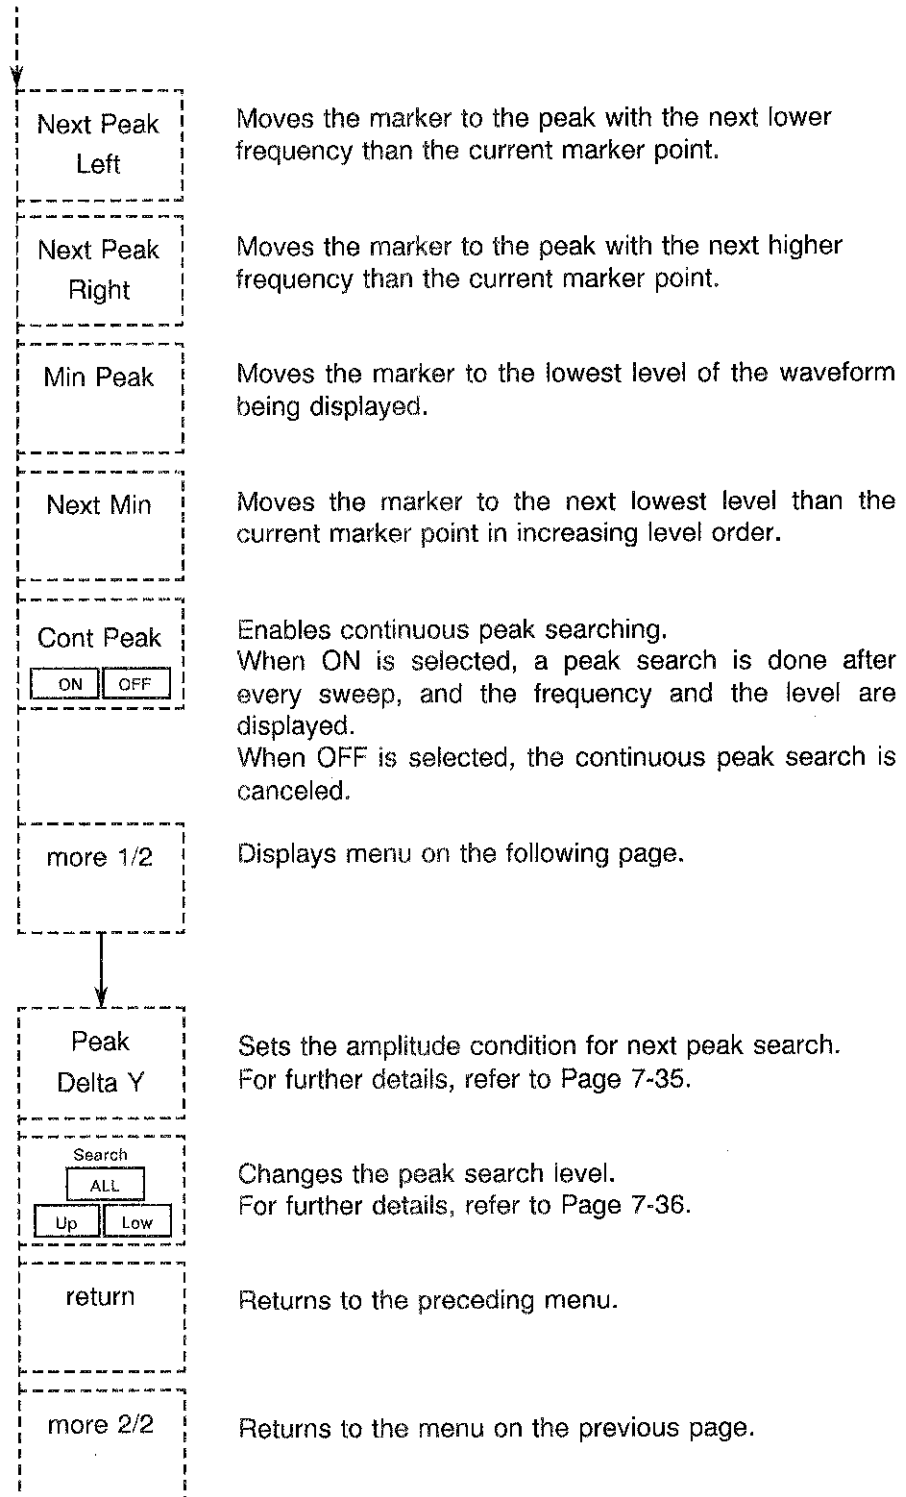 Next Peak
Left
Moves the marker to the peak with the next lower
frequency than the current marker point.
Next Peak
Right
Moves the marker to the peak with the next higher
frequency than the current marker point.
Min Peak
Moves the marker to the lowest level of the waveform
being displayed.
Next Min
Moves the marker to the next lowest level than the
current marker point in increasing level order.
Cont Peak
ON OFF
Enables continuous peak searching.
When ON is selected, a peak search is done after
every sweep, and the frequency and the level are
displayed.
When OFF is selected, the continuous peak search is
canceled.
more 1/2
Displays menu on the following page.
Peak
Delta Y
Sets the amplitude condition for next peak search.
For further details, refer to Page 7-35.
Search
ALL
Up Low
Changes the peak search level.
For further details, refer to Page 7-36.
return
Returns to the preceding menu.
more 2/2
Returns to the menu on the previous page.